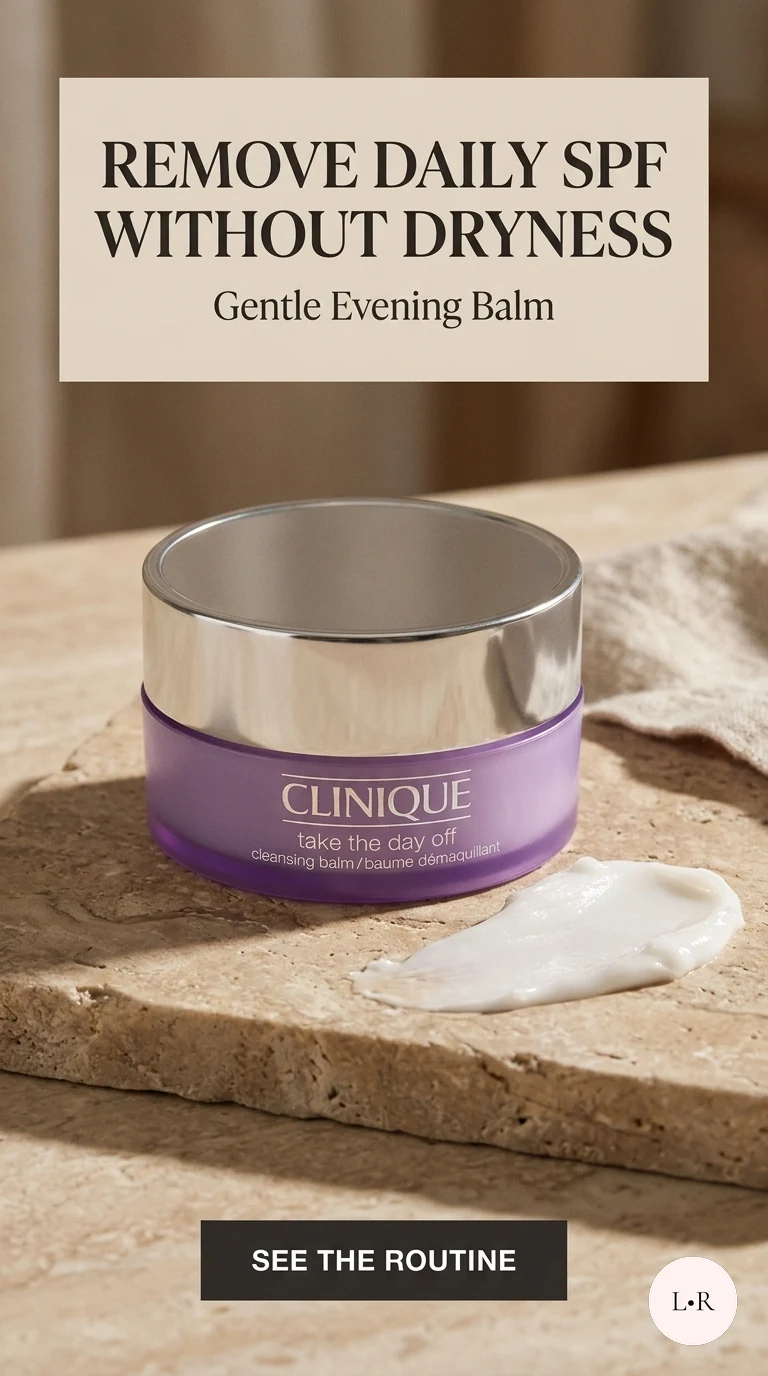 REMOVE DAILY SPF
WITHOUT DRYNESS
Gentle Evening Balm
CLINIQUE
take the day off
cleansing balm/baume démaquillant
SEE THE ROUTINE
L•R